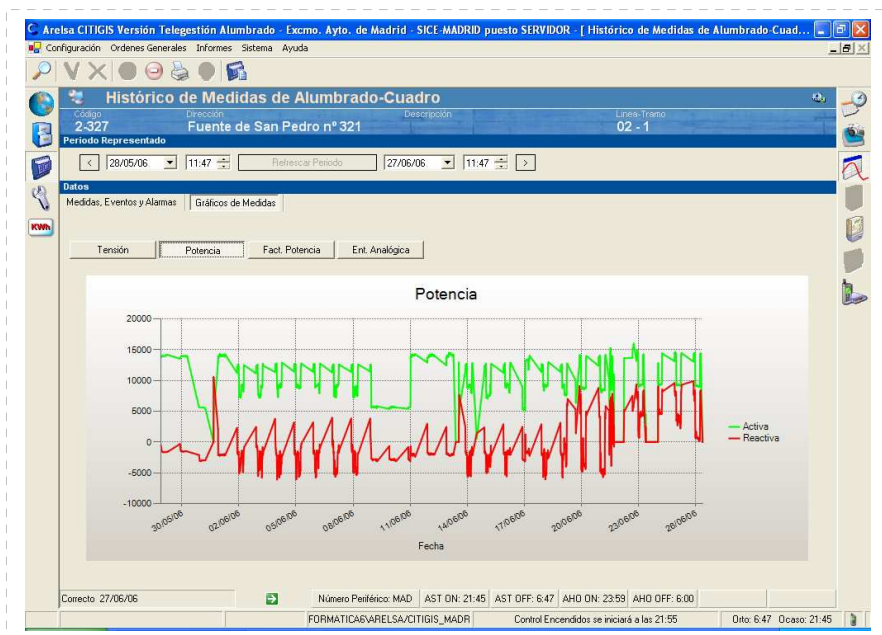 Arelsa CITIGIS Versión Telegestión Alumbrado - Excmo. Ayto. de Madrid - SICE-MADRID puesto SERVIDOR - [ Histórico de Medidas de Alumbrado-Cuad...
Configuración Ordenes Generales Informes Sistema Ayuda
Histórico de Medidas de Alumbrado-Cuadro
Código Dirección Descripción Linea-Tramo
2-327 Fuente de San Pedro nº 321 02 - 1
Periodo Representado
< 28/05/06 11:47 Refrescar Periodo 27/06/06 11:47 >
Datos
Medidas, Eventos y Alarmas Gráficos de Medidas
KWh
Tensión Potencia Fact. Potencia Ent. Analógica
Potencia
20000
15000
10000
5000
0
-5000
-10000
Activa
Reactiva
30/05/06 02/06/06 05/06/06 08/06/06 11/06/06 14/06/06 17/06/06 20/06/06 23/06/06 26/06/06
Fecha
Correcto 27/06/06 Número Periférico: MAD AST ON: 21:45 AST OFF: 6:47 AHO ON: 23:59 AHO OFF: 6:00
FORMATICA6\ARELSA/CITIGIS_MADR Control Encendidos se iniciará a las 21:55 Orto: 6:47 Ocaso: 21:45